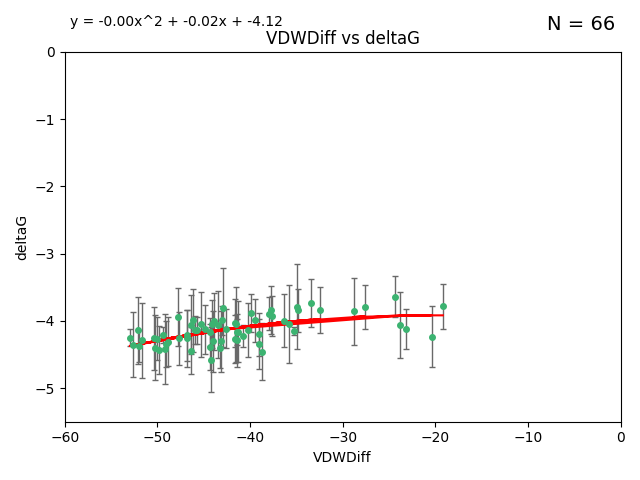 y = -0.00x^2 + -0.02x + -4.12
N = 66
VDWDiff vs deltaG
0
−1
−2
−3
−4
−5
deltaG
−60 −50 −40 −30 −20 −10 0
VDWDiff